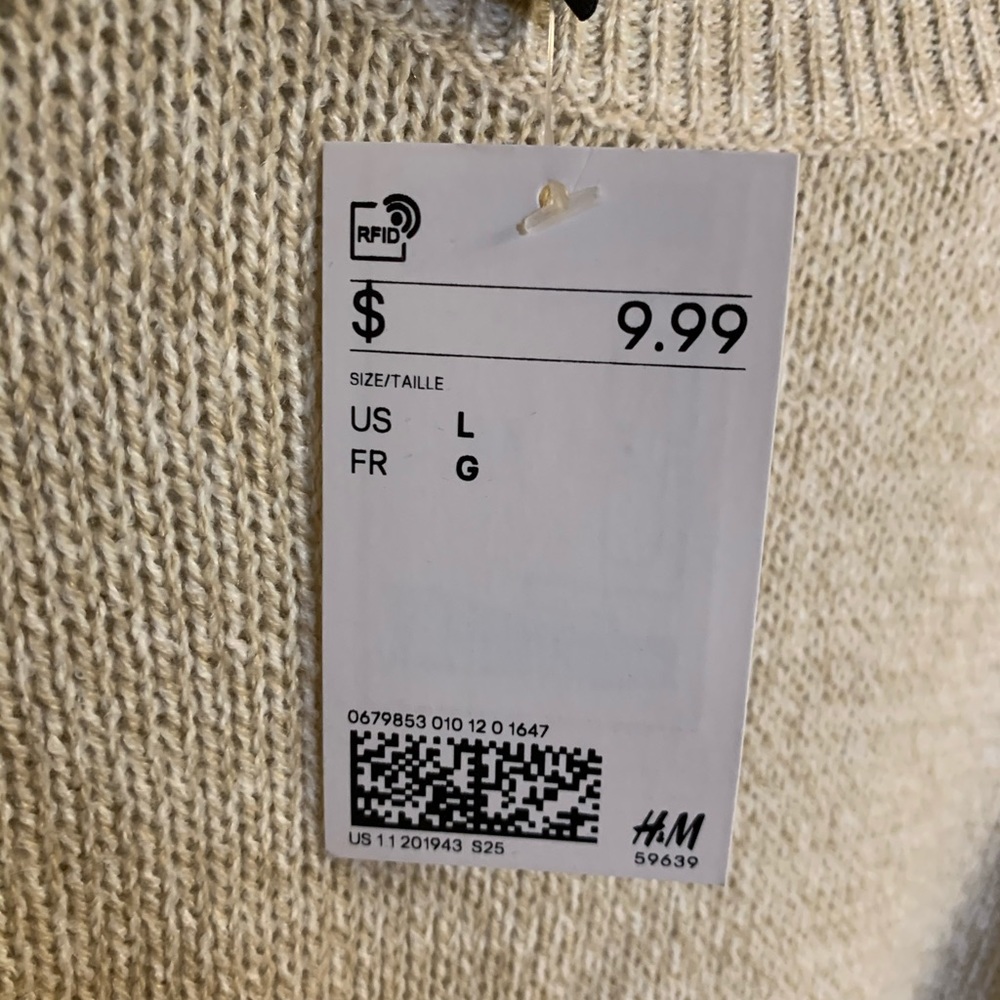 RFID
$ 9.99
SIZE/TAILLE
US L
FR G
0679853 010 12 0 1647
US 11 201943 S25
H&M
59639